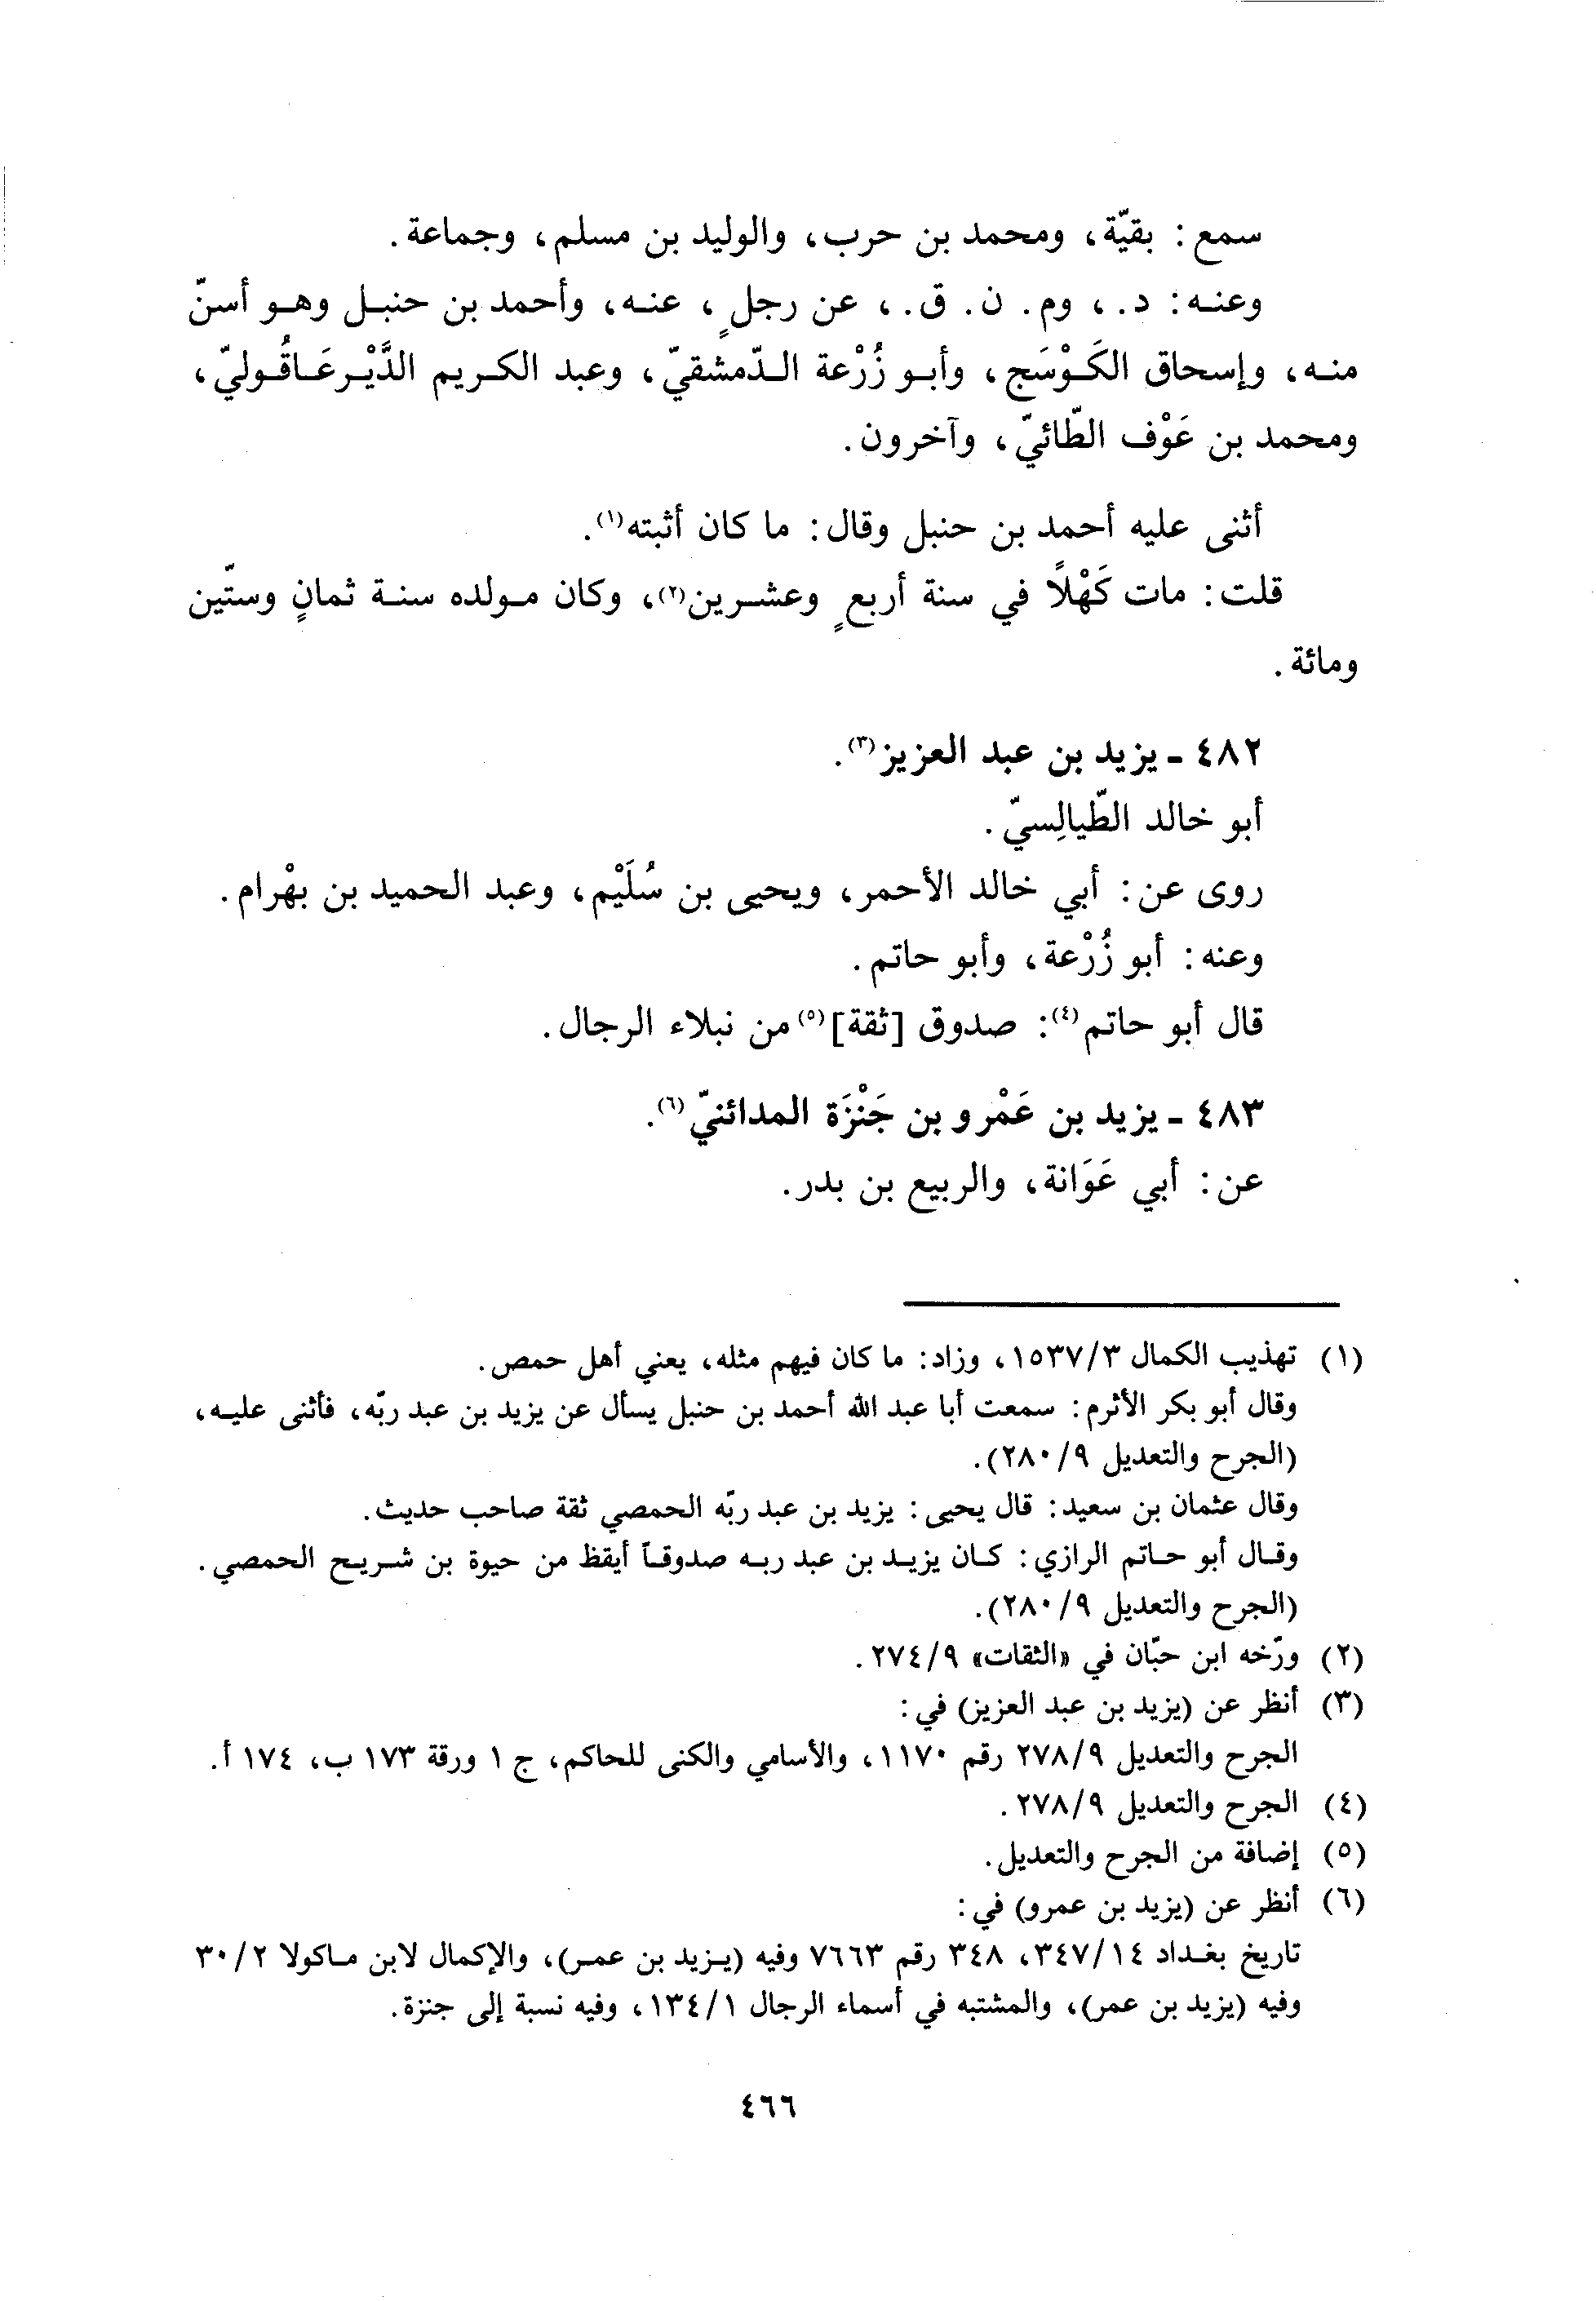 سمع: بقيّة، ومحمد بن حرب، والوليد بن مسلم، وجماعة.
وعنه: د.، وم. ن. ق.، عن رجلٍ، عنه، وأحمد بن حنبل وهو أسنّ
منه، وإسحاق الكَوْسَج، وأبو زُرْعة الدّمشقيّ، وعبد الكريم الدَّيْرعَاقُوليّ،
ومحمد بن عَوْف الطّائيّ، وآخرون.
أثنى عليه أحمد بن حنبل وقال: ما كان أثبته(١).
قلت: مات كَهْلاً في سنة أربعٍ وعشرين(٢)، وكان مولده سنة ثمانٍ وستّين
ومائة.
٤٨٢ - يزيد بن عبد العزيز(٣).
أبو خالد الطّيالِسيّ.
روى عن: أبي خالد الأحمر، ويحيى بن سُلَيْم، وعبد الحميد بن بهْرام.
وعنه: أبو زُرْعة، وأبو حاتم.
قال أبو حاتم(٤): صدوق [ثقة](٥) من نبلاء الرجال.
٤٨٣ - يزيد بن عَمْرو بن جَنْزَة المدائنيّ(٦).
عن: أبي عَوَانة، والربيع بن بدر.
(١) تهذيب الكمال ١٥٣٧/٣، وزاد: ما كان فيهم مثله، يعني أهل حمص.
وقال أبو بكر الأثرم: سمعت أبا عبد الله أحمد بن حنبل يسأل عن يزيد بن عبد ربّه، فأثنى عليه،
(الجرح والتعديل ٢٨٠/٩).
وقال عثمان بن سعيد: قال يحيى: يزيد بن عبد ربّه الحمصي ثقة صاحب حديث.
وقال أبو حاتم الرازي: كان يزيد بن عبد ربه صدوقاً أيقظ من حيوة بن شريح الحمصي.
(الجرح والتعديل ٢٨٠/٩).
(٢) ورّخه ابن حبّان في «الثقات» ٢٧٤/٩.
(٣) أنظر عن (يزيد بن عبد العزيز) في:
الجرح والتعديل ٢٧٨/٩ رقم ١١٧٠، والأسامي والكنى للحاكم، ج ١ ورقة ١٧٣ ب، ١٧٤ أ.
(٤) الجرح والتعديل ٢٧٨/٩.
(٥) إضافة من الجرح والتعديل.
(٦) أنظر عن (يزيد بن عمرو) في:
تاريخ بغداد ٣٤٧/١٤، ٣٤٨ رقم ٧٦٦٣ وفيه (يزيد بن عمر)، والإكمال لابن ماكولا ٣٠/٢
وفيه (يزيد بن عمر)، والمشتبه في أسماء الرجال ١٣٤/١، وفيه نسبة إلى جنزة.
٤٦٦